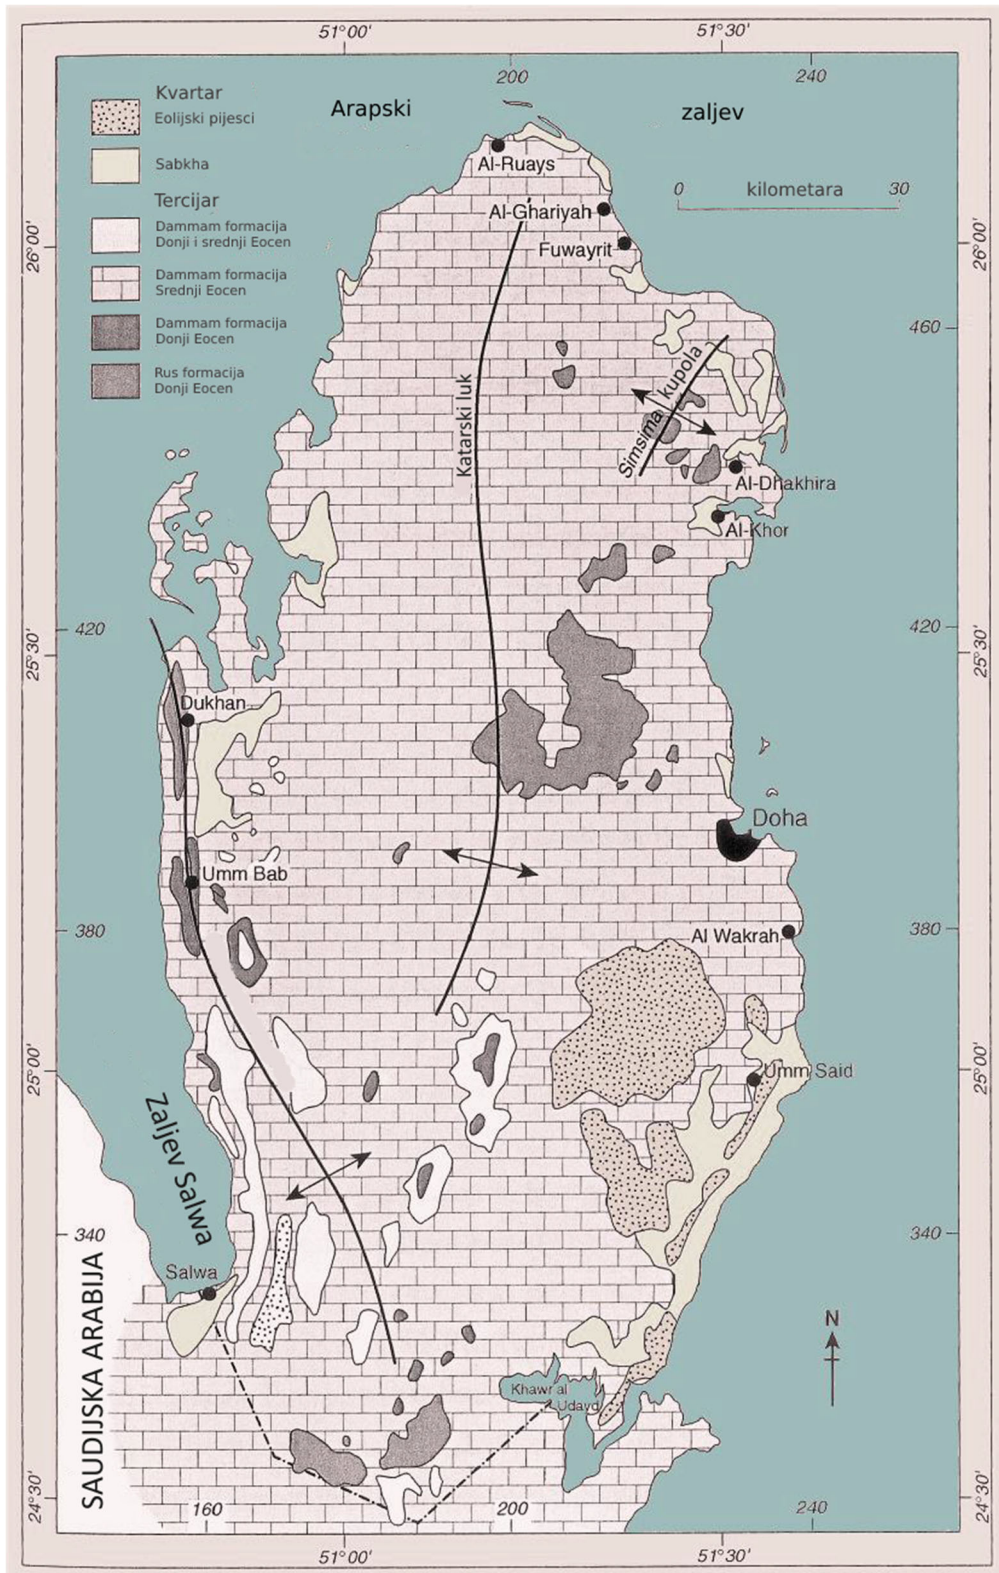 51°00'
51°30'
200
240
Kvartar
Eolijski pijesci
Sabkha
Tercijar
Dammam formacija
Donji i srednji Eocen
Dammam formacija
Srednji Eocen
Dammam formacija
Donji Eocen
Rus formacija
Donji Eocen
Arapski
zaljev
0 kilometara 30
Al-Ruays
Al-Ghariyah
Fuwayrit
26°00'
26°00'
460
Katarski luk
Simsima kupola
Al-Dhakhira
Al-Khor
420
420
25°30'
25°30'
Dukhan
Doha
Umm Bab
380
380
Al Wakrah
25°00'
25°00'
Umm Said
Zaljev Salwa
340
340
Salwa
SAUDIJSKA ARABIJA
N
Khawr al
Udayd
24°30'
24°30'
160
200
240
51°00'
51°30'